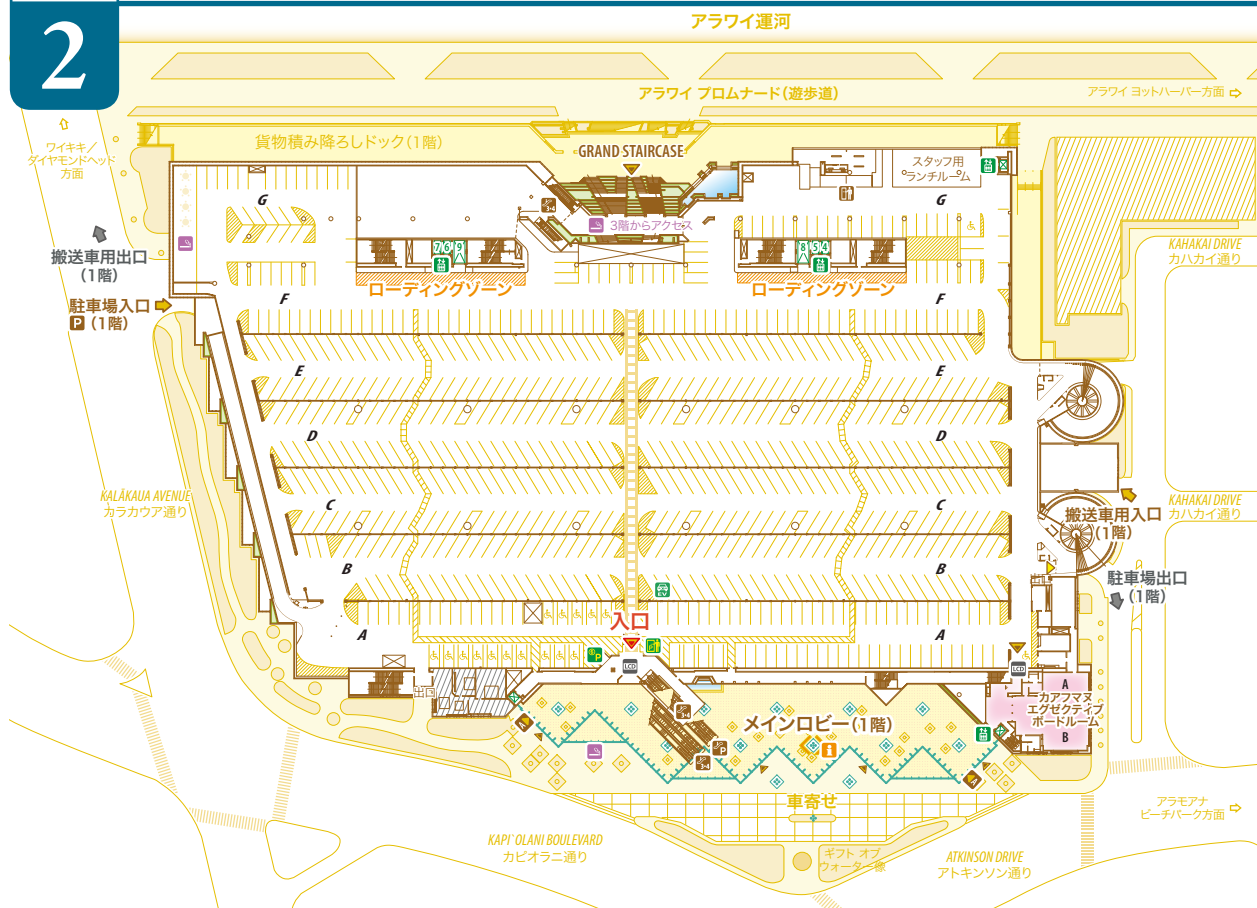 2
アラワイ運河
アラワイ プロムナード（遊歩道）
アラワイ ヨットハーバー方面
ワイキキ／
ダイヤモンドヘッド
方面
貨物積み降ろしドック（1階）
GRAND STAIRCASE
スタッフ用
ランチルーム
G
G
3•4
3階からアクセス
搬送車用出口
（1階）
7 6 9
8 5 4
KAHAKAI DRIVE
カハカイ通り
ローディングゾーン
ローディングゾーン
駐車場入口
P （1階）
F
F
E
E
D
D
KALĀKAUA AVENUE
カラカウア通り
C
C
KAHAKAI DRIVE
カハカイ通り
搬送車用入口
（1階）
B
B
駐車場出口
（1階）
EV
入口
A
A
P
LCD
LCD
A
カアフマヌ
エグゼクティブ
ボードルーム
B
3•4
メインロビー（1階）
P
3•4
i
車寄せ
アラモアナ
ビーチパーク方面
KAPIʻOLANI BOULEVARD
カピオラニ通り
ギフト オブ
ウォーター像
ATKINSON DRIVE
アトキンソン通り